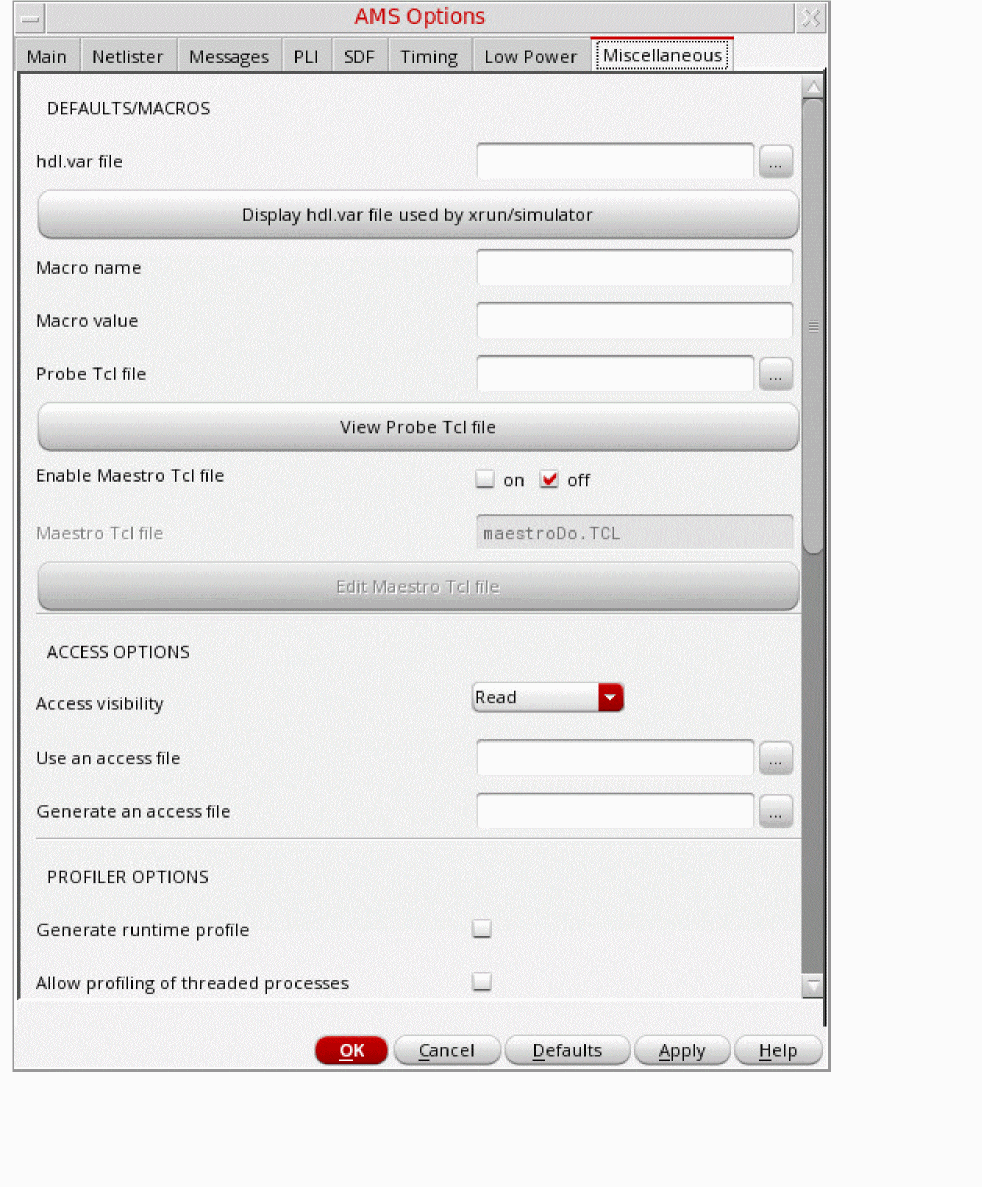 AMS Options
Main Netlister Messages PLI SDF Timing Low Power Miscellaneous
DEFAULTS/MACROS
hdl.var file ...
Display hdl.var file used by xrun/simulator
Macro name
Macro value
Probe Tcl file ...
View Probe Tcl file
Enable Maestro Tcl file on off
Maestro Tcl file maestroDo.TCL
Edit Maestro Tcl file
ACCESS OPTIONS
Access visibility Read
Use an access file ...
Generate an access file ...
PROFILER OPTIONS
Generate runtime profile
Allow profiling of threaded processes
OK Cancel Defaults Apply Help